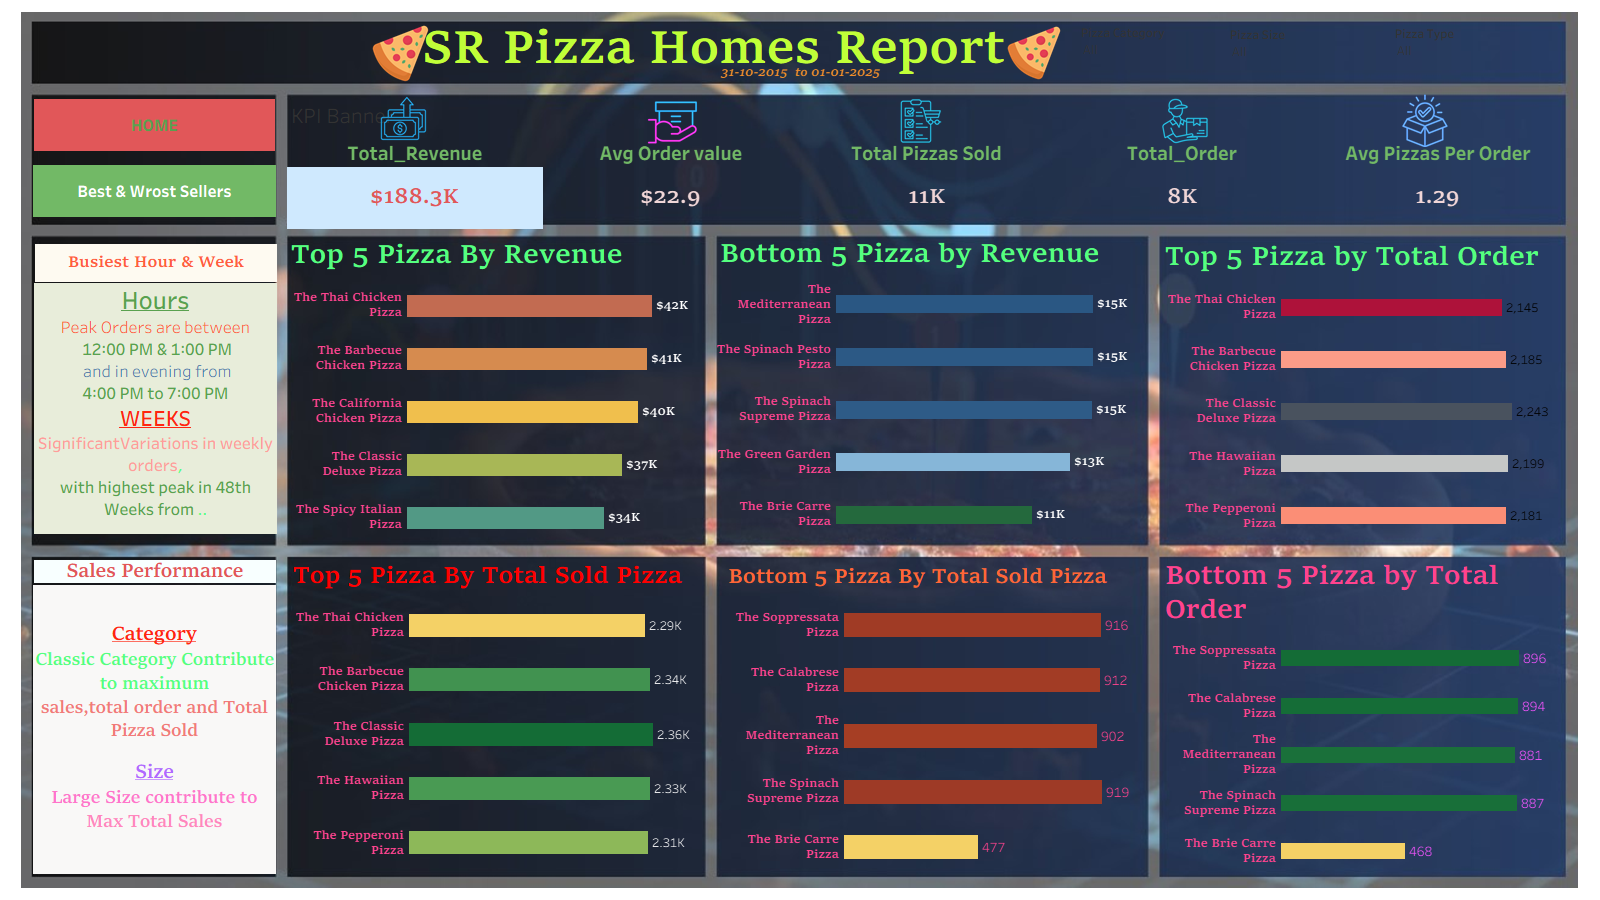 SR Pizza Homes Report
31-10-2015 to 01-01-2025
HOME
Best & Wrost Sellers
KPI Banne
Total_Revenue
$188.3K
Avg Order value
$22.9
Total Pizzas Sold
11K
Total_Order
8K
Avg Pizzas Per Order
1.29
Busiest Hour & Week
Hours
Peak Orders are between
12:00 PM & 1:00 PM
and in evening from
4:00 PM to 7:00 PM
WEEKS
SignificantVariations in weekly
orders,
with highest peak in 48th
Weeks from ..
Top 5 Pizza By Revenue
The Thai Chicken
Pizza
$42K
The Barbecue
Chicken Pizza
$41K
The California
Chicken Pizza
$40K
The Classic
Deluxe Pizza
$37K
The Spicy Italian
Pizza
$34K
Bottom 5 Pizza by Revenue
The
Mediterranean
Pizza
$15K
The Spinach Pesto
Pizza
$15K
The Spinach
Supreme Pizza
$15K
The Green Garden
Pizza
$13K
The Brie Carre
Pizza
$11K
Top 5 Pizza by Total Order
The Thai Chicken
Pizza
2,145
The Barbecue
Chicken Pizza
2,185
The Classic
Deluxe Pizza
2,243
The Hawaiian
Pizza
2,199
The Pepperoni
Pizza
2,181
Sales Performance
Category
Classic Category Contribute
to maximum
sales,total order and Total
Pizza Sold
Size
Large Size contribute to
Max Total Sales
Top 5 Pizza By Total Sold Pizza
The Thai Chicken
Pizza
2.29K
The Barbecue
Chicken Pizza
2.34K
The Classic
Deluxe Pizza
2.36K
The Hawaiian
Pizza
2.33K
The Pepperoni
Pizza
2.31K
Bottom 5 Pizza By Total Sold Pizza
The Soppressata
Pizza
916
The Calabrese
Pizza
912
The
Mediterranean
Pizza
902
The Spinach
Supreme Pizza
919
The Brie Carre
Pizza
477
Bottom 5 Pizza by Total
Order
The Soppressata
Pizza
896
The Calabrese
Pizza
894
The
Mediterranean
Pizza
881
The Spinach
Supreme Pizza
887
The Brie Carre
Pizza
468